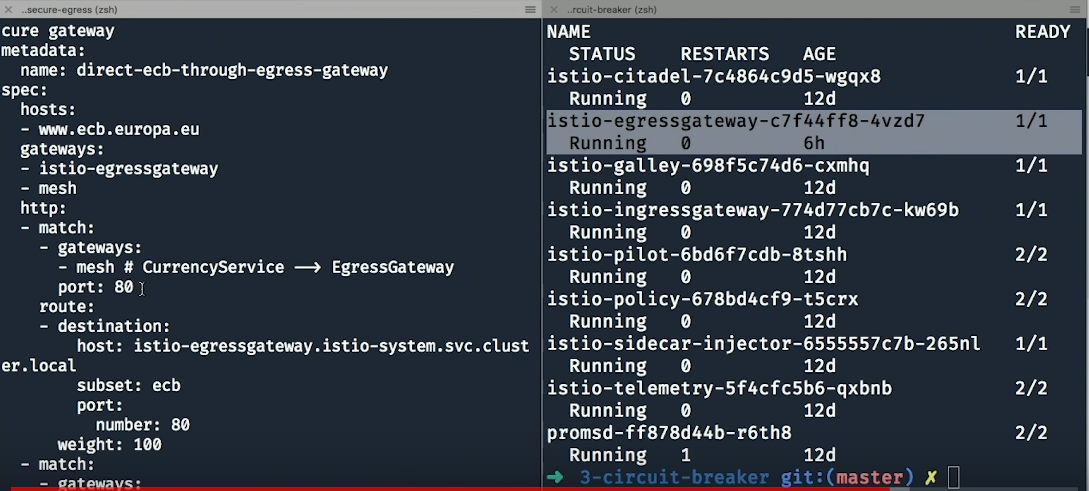 ..secure-egress (zsh)
cure gateway
metadata:
  name: direct-ecb-through-egress-gateway
spec:
  hosts:
  - www.ecb.europa.eu
  gateways:
  - istio-egressgateway
  - mesh
  http:
  - match:
    - gateways:
      - mesh # CurrencyService --> EgressGateway
      port: 80
    route:
    - destination:
        host: istio-egressgateway.istio-system.svc.clust
er.local
        subset: ecb
        port:
          number: 80
      weight: 100
  - match:
    - gateways:
..rcuit-breaker (zsh)
NAME                                      READY
  STATUS    RESTARTS   AGE
istio-citadel-7c4864c9d5-wgqx8            1/1
  Running   0          12d
istio-egressgateway-c7f44ff8-4vzd7        1/1
  Running   0          6h
istio-galley-698f5c74d6-cxmhq             1/1
  Running   0          12d
istio-ingressgateway-774d77cb7c-kw69b     1/1
  Running   0          12d
istio-pilot-6bd6f7cdb-8tshh               2/2
  Running   0          12d
istio-policy-678bd4cf9-t5crx              2/2
  Running   0          12d
istio-sidecar-injector-6555557c7b-265nl   1/1
  Running   0          12d
istio-telemetry-5f4cfc5b6-qxbnb           2/2
  Running   0          12d
promsd-ff878d44b-r6th8                    2/2
  Running   1          12d
➜  3-circuit-breaker git:(master) ✗